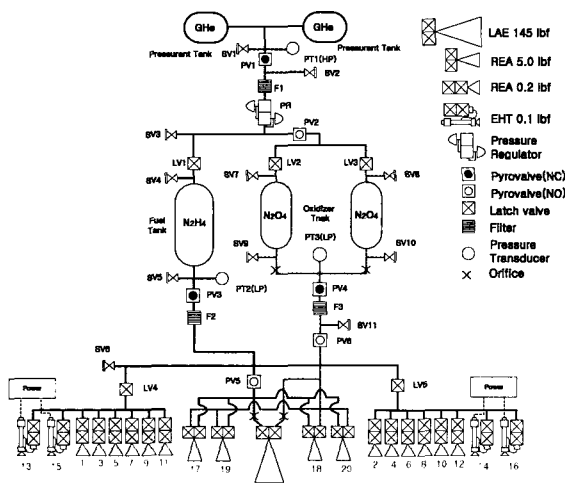 GHe
GHe
LAE 145 lbf
REA 5.0 lbf
REA 0.2 lbf
EHT 0.1 lbf
Pressure
Regulator
Pyrovalve(NC)
Pyrovalve(NO)
Latch valve
Filter
Pressure
Transducer
Orifice
Pressurant Tank
SV1
Pressurant Tank
PV1
PT1(HP)
SV2
F1
PR
SV3
PV2
LV1
LV2
LV3
SV4
SV7
SV8
Fuel
Tank
N2H4
N2O4
Oxidizer
Tnak
N2O4
PT3(LP)
SV9
SV10
SV5
PV3
PT2(LP)
PV4
F2
F3
SV11
SV6
PV6
Power
LV4
PV5
LV5
Power
13
15
1
3
5
7
9
11
17
19
18
20
2
4
6
8
10
12
14
16